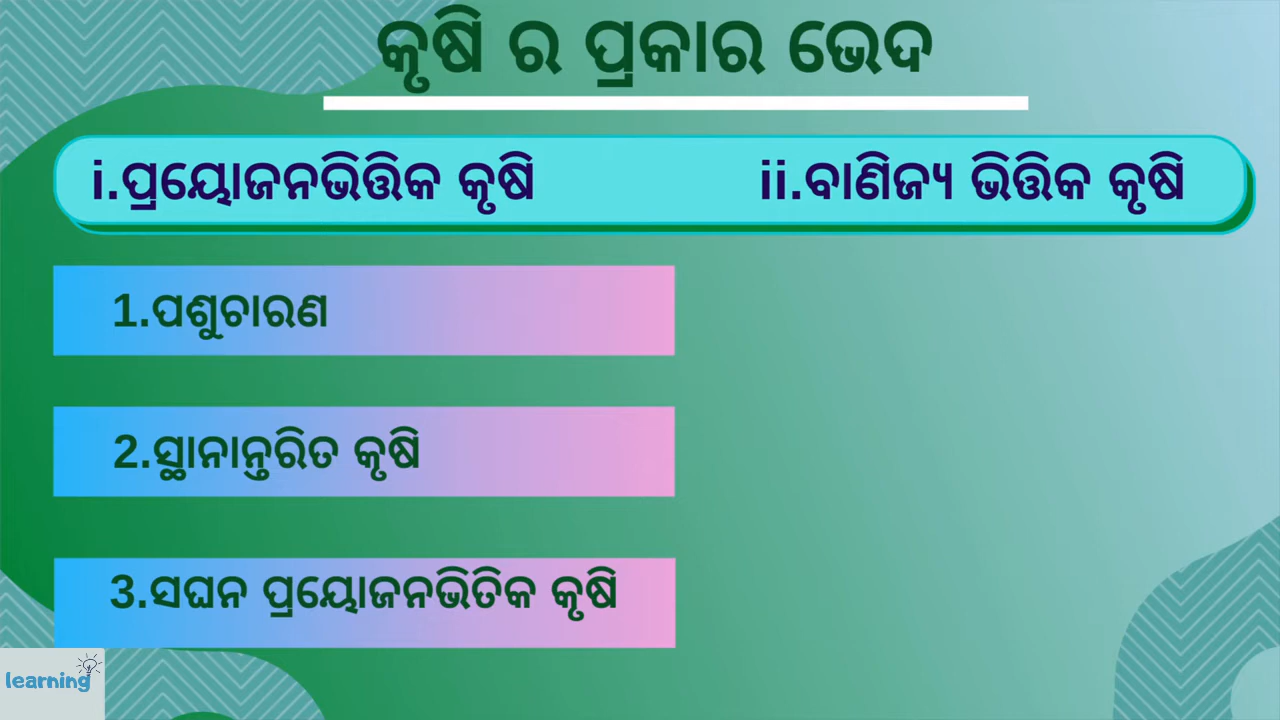 କୃଷି ର ପ୍ରକାର ଭେଦ
i.ପ୍ରୟୋଜନଭିତ୍ତିକ କୃଷି ii.ବାଣିଜ୍ୟ ଭିତ୍ତିକ କୃଷି
1.ପଶୁଚାରଣ
2.ସ୍ଥାନାନ୍ତରିତ କୃଷି
3.ସଘନ ପ୍ରୟୋଜନଭିତିକ କୃଷି
learning